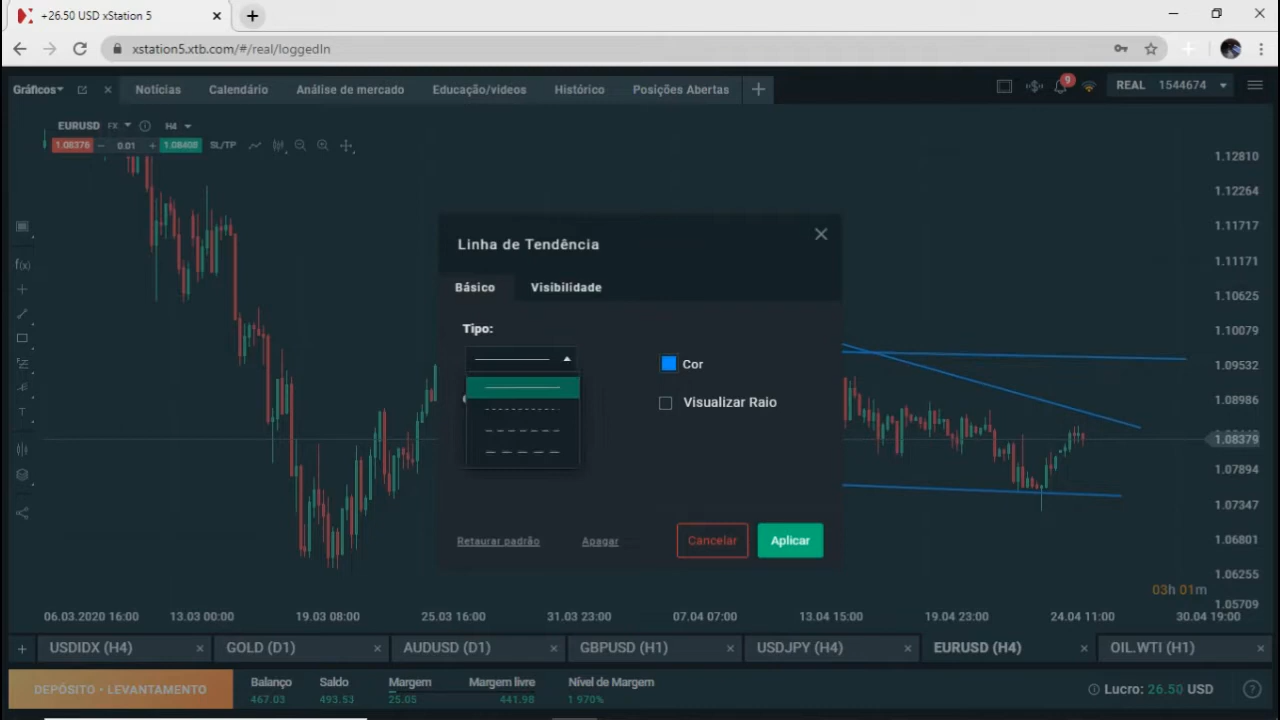 +26.50 USD xStation 5
xstation5.xtb.com/#/real/loggedIn
Gráficos
Notícias
Calendário
Análise de mercado
Educação/videos
Histórico
Posições Abertas
9
REAL 1544674
EURUSD FX H4
1.08376 0.01 1.08408 SL/TP
f(x)
T
Linha de Tendência
Básico
Visibilidade
Tipo:
Cor
Visualizar Raio
Retaurar padrão
Apagar
Cancelar
Aplicar
1.12810
1.12264
1.11717
1.11171
1.10625
1.10079
1.09532
1.08986
1.08379
1.07894
1.07347
1.06801
1.06255
1.05709
03h 01m
06.03.2020 16:00
13.03 00:00
19.03 08:00
25.03 16:00
31.03 23:00
07.04 07:00
13.04 15:00
19.04 23:00
24.04 11:00
30.04 19:00
USDIDX (H4)
GOLD (D1)
AUDUSD (D1)
GBPUSD (H1)
USDJPY (H4)
EURUSD (H4)
OIL.WTI (H1)
DEPÓSITO • LEVANTAMENTO
Balanço
467.03
Saldo
493.53
Margem
25.05
Margem livre
441.98
Nível de Margem
1 970%
Lucro: 26.50 USD